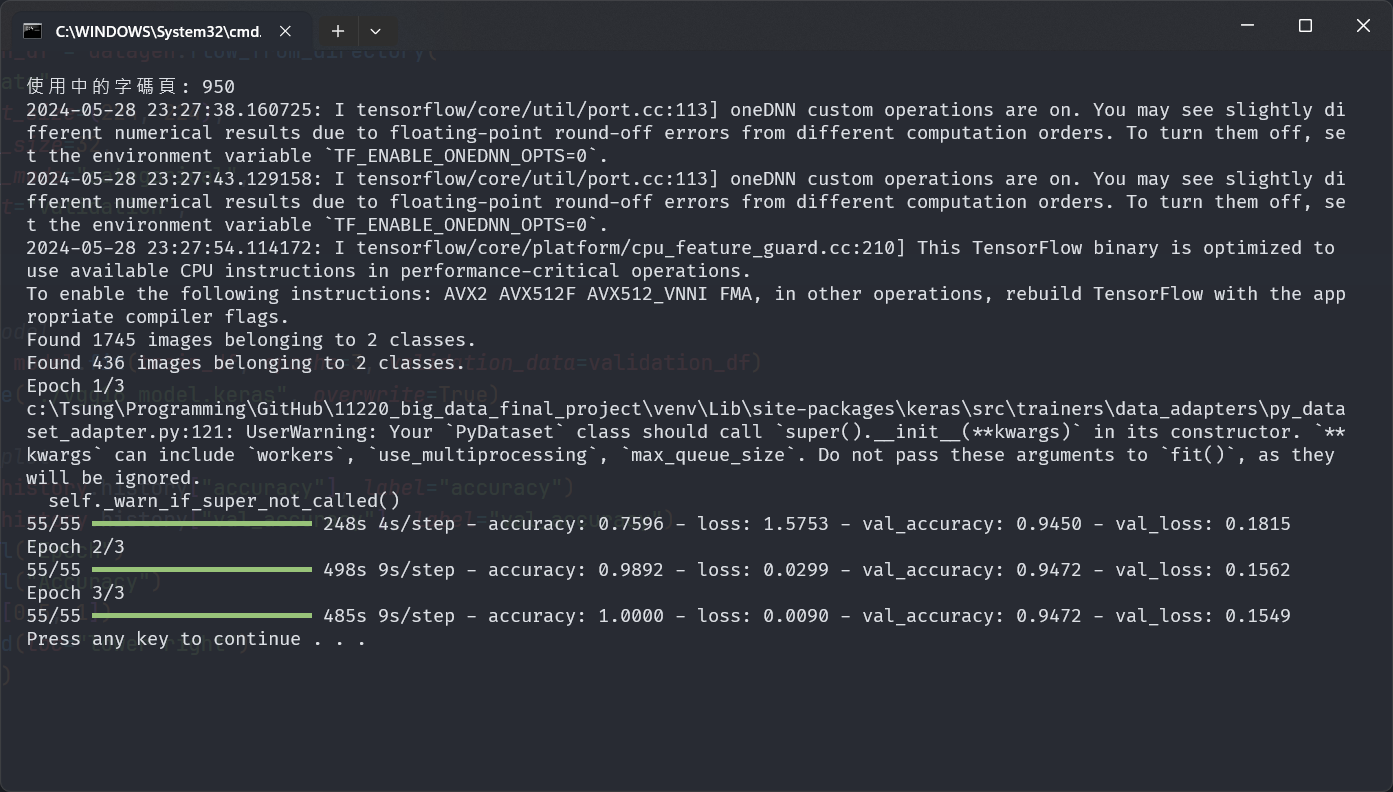 C:\WINDOWS\System32\cmd.
使用中的字碼頁: 950
2024-05-28 23:27:38.160725: I tensorflow/core/util/port.cc:113] oneDNN custom operations are on. You may see slightly di
fferent numerical results due to floating-point round-off errors from different computation orders. To turn them off, se
t the environment variable `TF_ENABLE_ONEDNN_OPTS=0`.
2024-05-28 23:27:43.129158: I tensorflow/core/util/port.cc:113] oneDNN custom operations are on. You may see slightly di
fferent numerical results due to floating-point round-off errors from different computation orders. To turn them off, se
t the environment variable `TF_ENABLE_ONEDNN_OPTS=0`.
2024-05-28 23:27:54.114172: I tensorflow/core/platform/cpu_feature_guard.cc:210] This TensorFlow binary is optimized to
use available CPU instructions in performance-critical operations.
To enable the following instructions: AVX2 AVX512F AVX512_VNNI FMA, in other operations, rebuild TensorFlow with the app
ropriate compiler flags.
Found 1745 images belonging to 2 classes.
Found 436 images belonging to 2 classes.
Epoch 1/3
c:\Tsung\Programming\GitHub\11220_big_data_final_project\venv\Lib\site-packages\keras\src\trainers\data_adapters\py_data
set_adapter.py:121: UserWarning: Your `PyDataset` class should call `super().__init__(**kwargs)` in its constructor. `**
kwargs` can include `workers`, `use_multiprocessing`, `max_queue_size`. Do not pass these arguments to `fit()`, as they
will be ignored.
  self._warn_if_super_not_called()
55/55 248s 4s/step - accuracy: 0.7596 - loss: 1.5753 - val_accuracy: 0.9450 - val_loss: 0.1815
Epoch 2/3
55/55 498s 9s/step - accuracy: 0.9892 - loss: 0.0299 - val_accuracy: 0.9472 - val_loss: 0.1562
Epoch 3/3
55/55 485s 9s/step - accuracy: 1.0000 - loss: 0.0090 - val_accuracy: 0.9472 - val_loss: 0.1549
Press any key to continue . . .